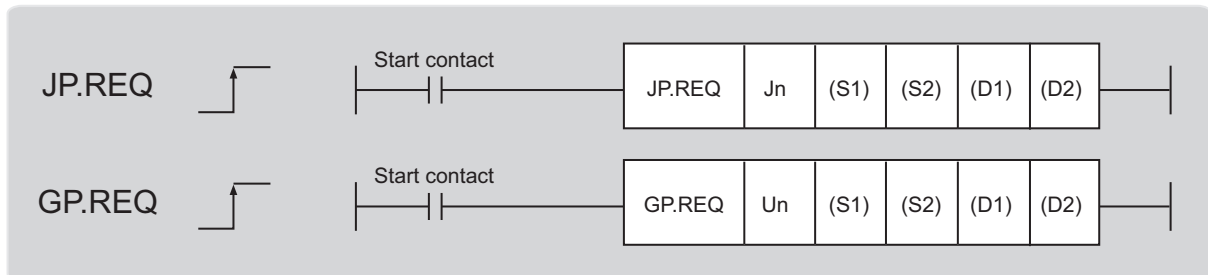 Start contact
JP.REQ JP.REQ Jn (S1) (S2) (D1) (D2)
Start contact
GP.REQ GP.REQ Un (S1) (S2) (D1) (D2)